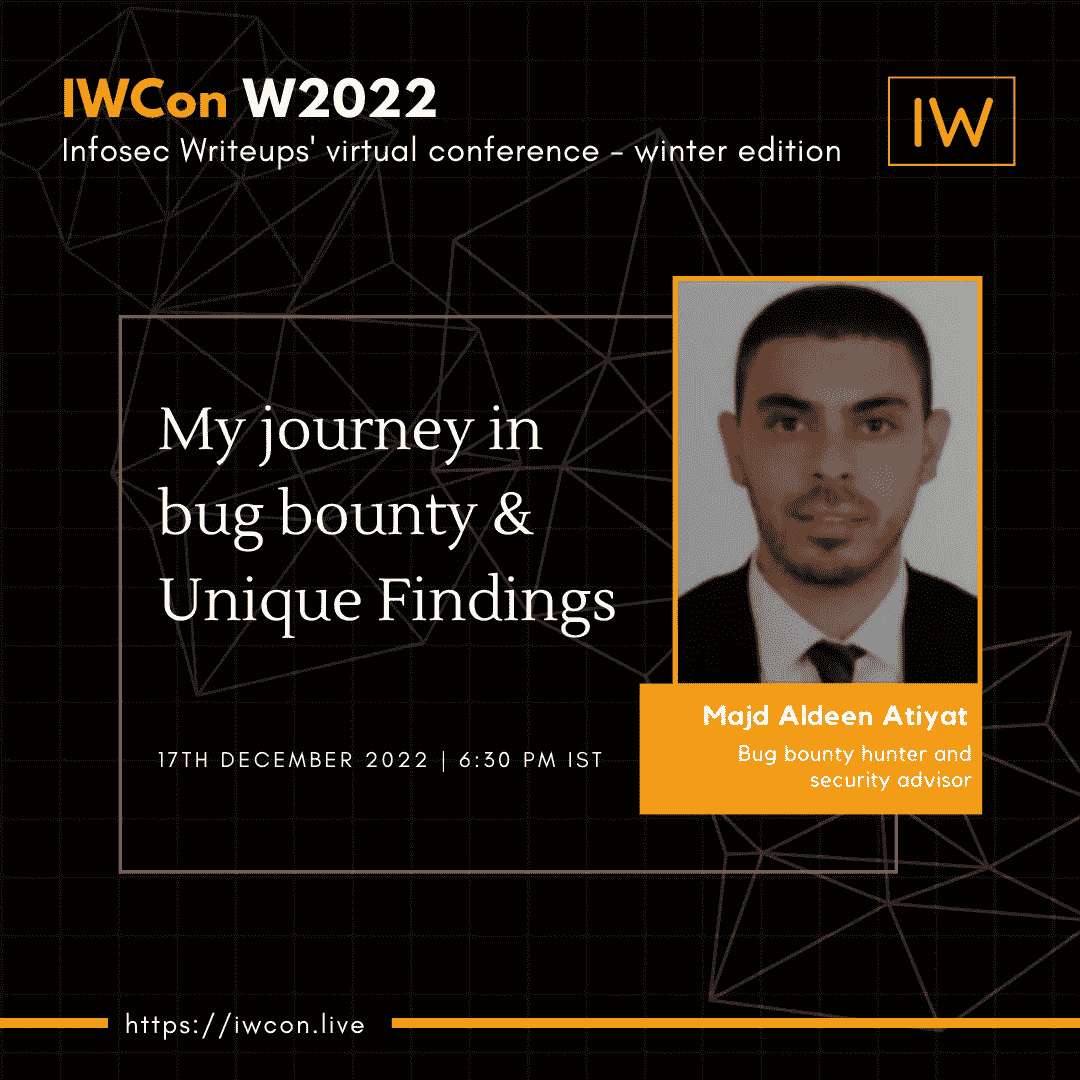 IWCon W2022
Infosec Writeups' virtual conference - winter edition
IW
My journey in
bug bounty &
Unique Findings
17TH DECEMBER 2022 | 6:30 PM IST
Majd Aldeen Atiyat
Bug bounty hunter and
security advisor
https://iwcon.live